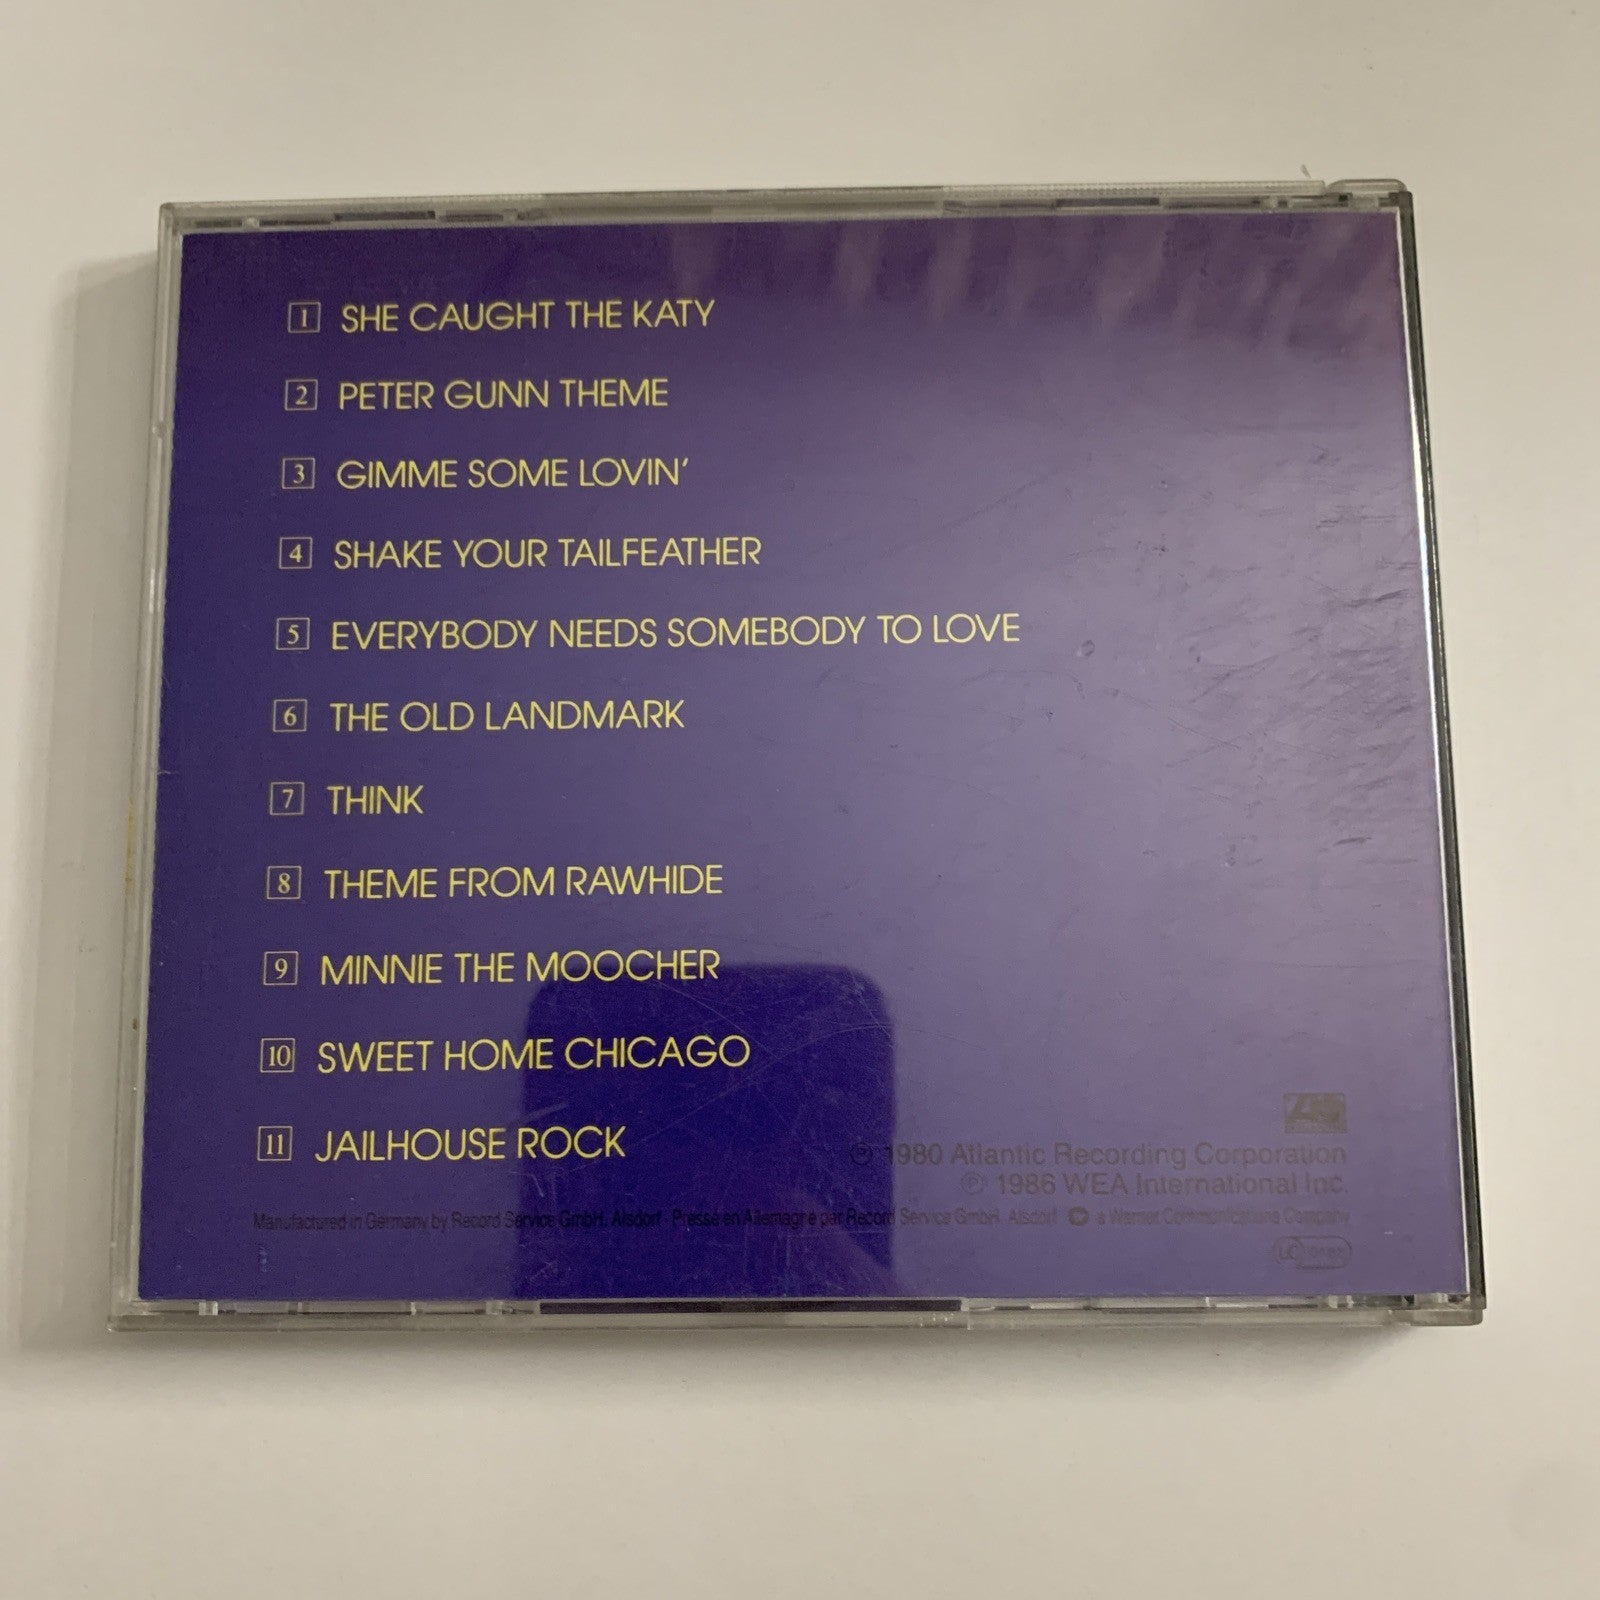 1 SHE CAUGHT THE KATY
2 PETER GUNN THEME
3 GIMME SOME LOVIN'
4 SHAKE YOUR TAILFEATHER
5 EVERYBODY NEEDS SOMEBODY TO LOVE
6 THE OLD LANDMARK
7 THINK
8 THEME FROM RAWHIDE
9 MINNIE THE MOOCHER
10 SWEET HOME CHICAGO
11 JAILHOUSE ROCK
℗ 1980 Atlantic Recording Corporation
℗ 1986 WEA International Inc.
Manufactured in Germany by Record Service GmbH. Alsdorf Presse en Allemagne par Record Service GmbH. Alsdorf a Warner Communications Company
LC